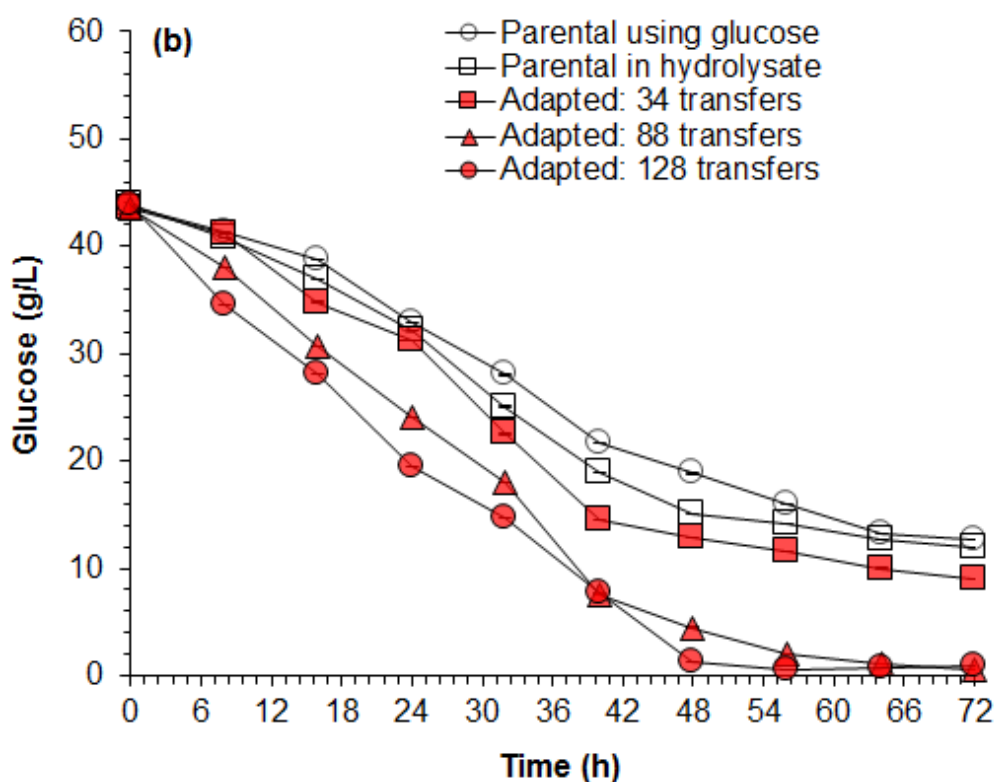 (b)
Parental using glucose
Parental in hydrolysate
Adapted: 34 transfers
Adapted: 88 transfers
Adapted: 128 transfers
Glucose (g/L)
60
50
40
30
20
10
0
0 6 12 18 24 30 36 42 48 54 60 66 72
Time (h)